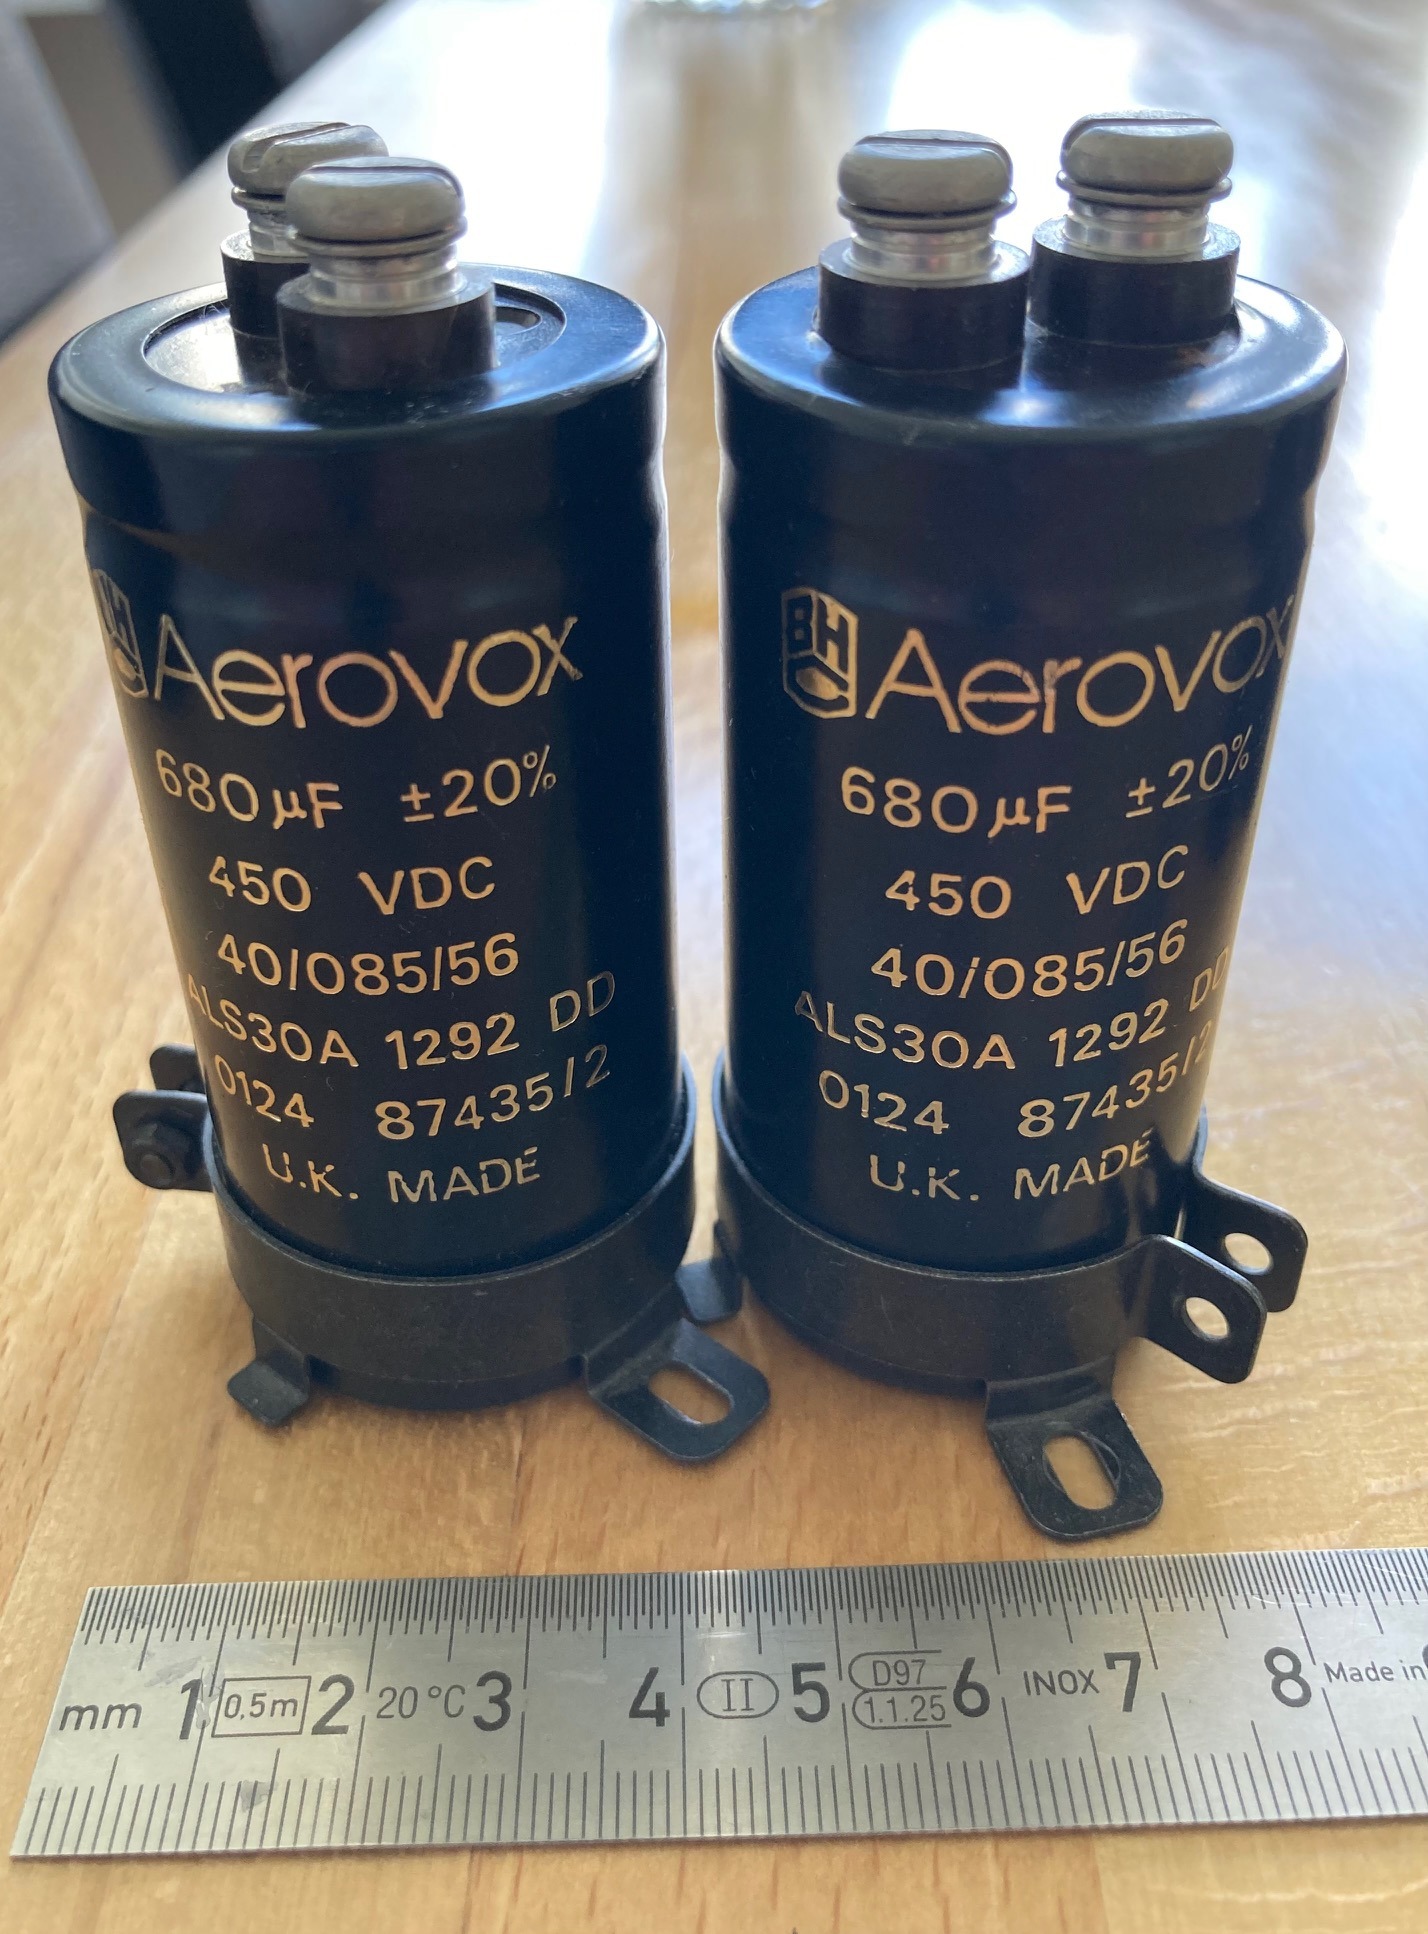 BH Aerovox
680µF ±20%
450 VDC
40/085/56
ALS30A 1292 DD
0124 87435/2
U.K. MADE
BH Aerovox
680µF ±20%
450 VDC
40/085/56
ALS30A 1292 DD
0124 87435/2
U.K. MADE
mm 1 0,5m 2 20°C 3 4 II 5 D97 1.1.25 6 INOX 7 8 Made in